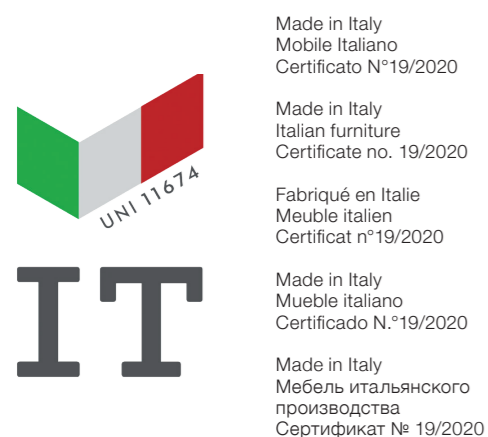 UNI 11674
IT
Made in Italy
Mobile Italiano
Certificato N°19/2020
Made in Italy
Italian furniture
Certificate no. 19/2020
Fabriqué en Italie
Meuble italien
Certificat n°19/2020
Made in Italy
Mueble italiano
Certificado N.°19/2020
Made in Italy
Мебель итальянского
производства
Сертификат № 19/2020